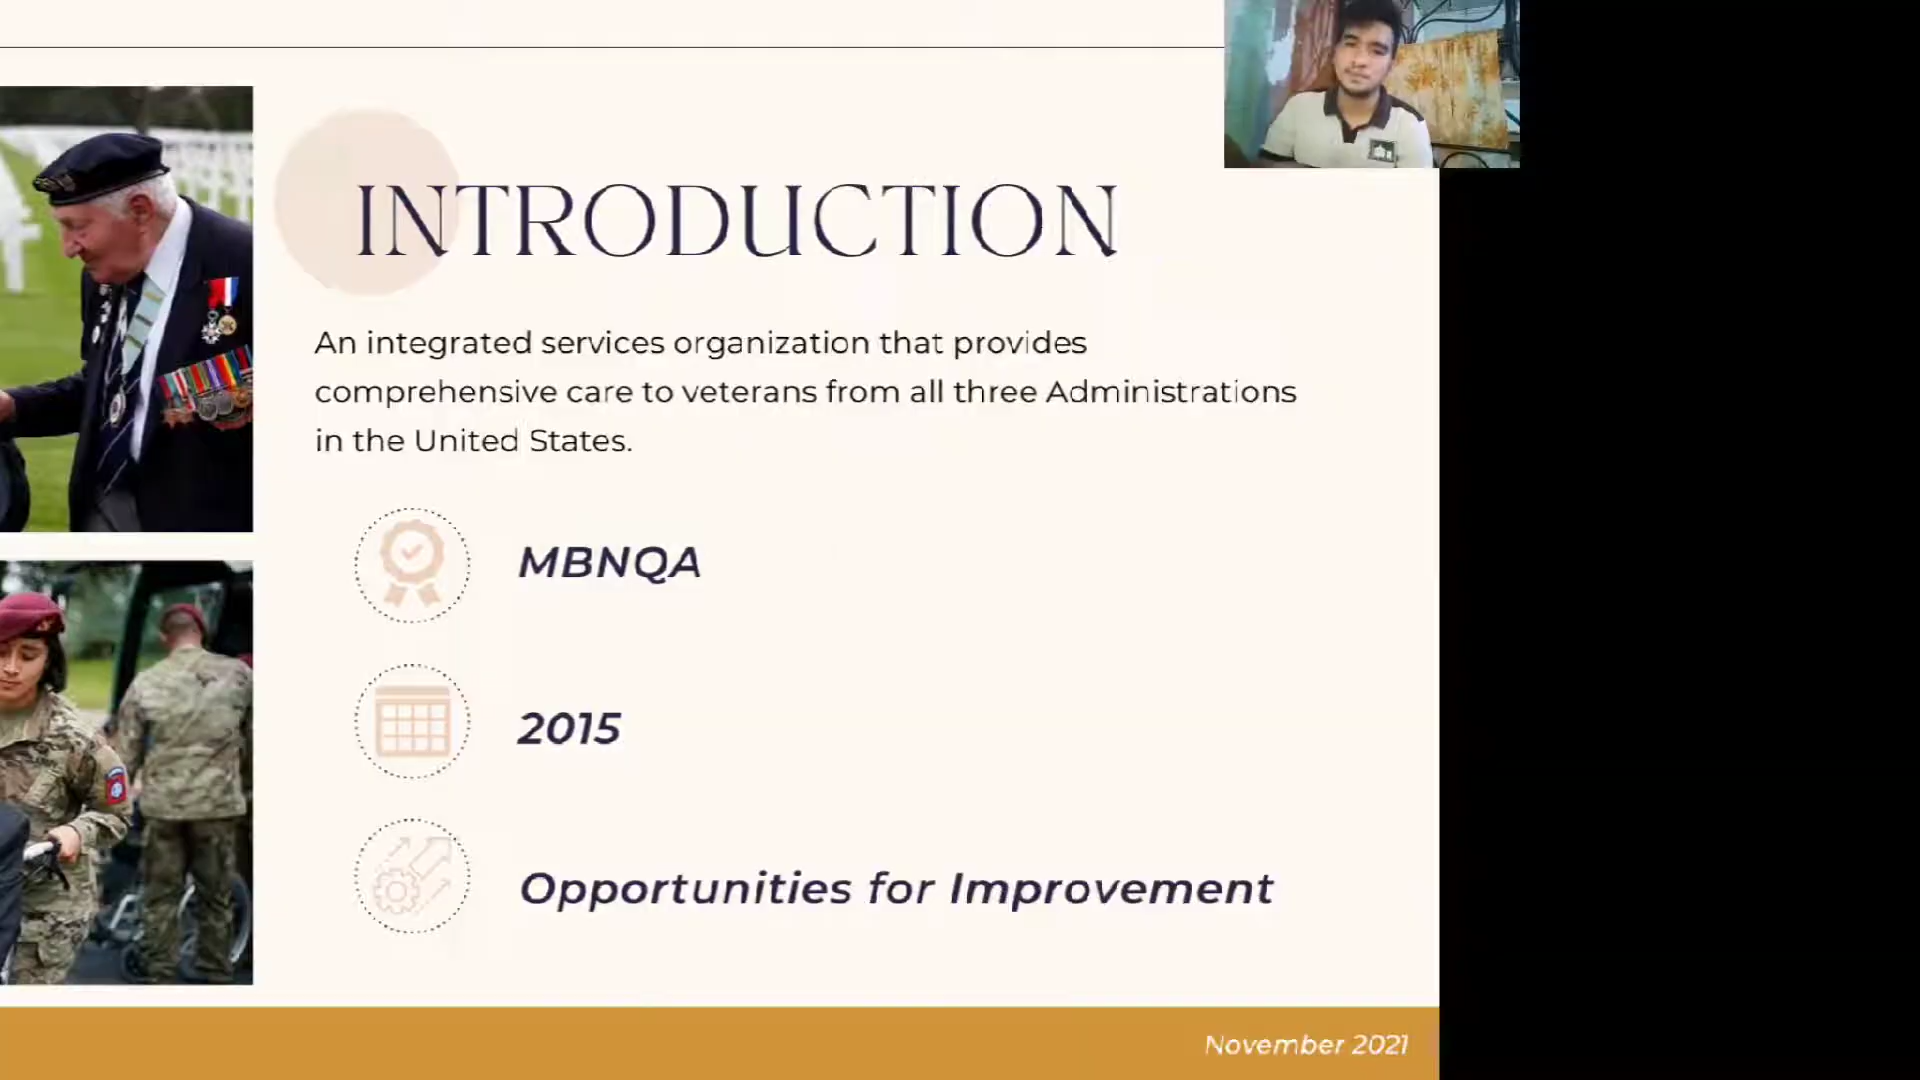 INTRODUCTION
An integrated services organization that provides
comprehensive care to veterans from all three Administrations
in the United States.
MBNQA
2015
Opportunities for Improvement
November 2021